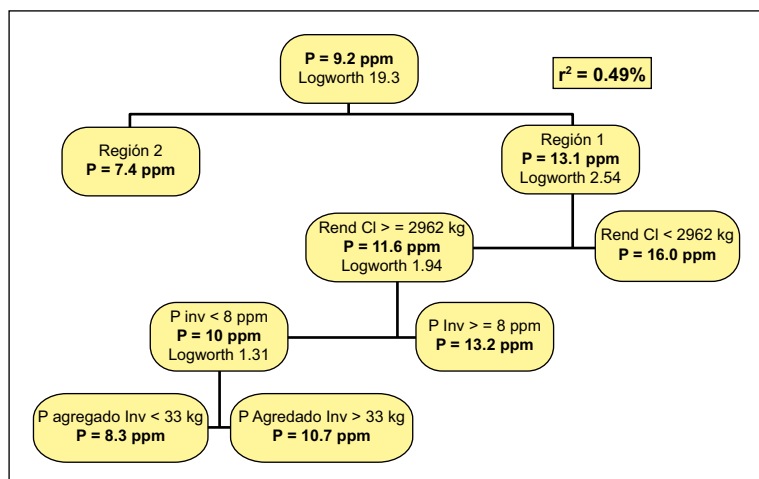 P = 9.2 ppm
Logworth 19.3
r² = 0.49%
Región 2
P = 7.4 ppm
Región 1
P = 13.1 ppm
Logworth 2.54
Rend Cl > = 2962 kg
P = 11.6 ppm
Logworth 1.94
Rend Cl < 2962 kg
P = 16.0 ppm
P inv < 8 ppm
P = 10 ppm
Logworth 1.31
P Inv > = 8 ppm
P = 13.2 ppm
P agregado Inv < 33 kg
P = 8.3 ppm
P Agredado Inv > 33 kg
P = 10.7 ppm